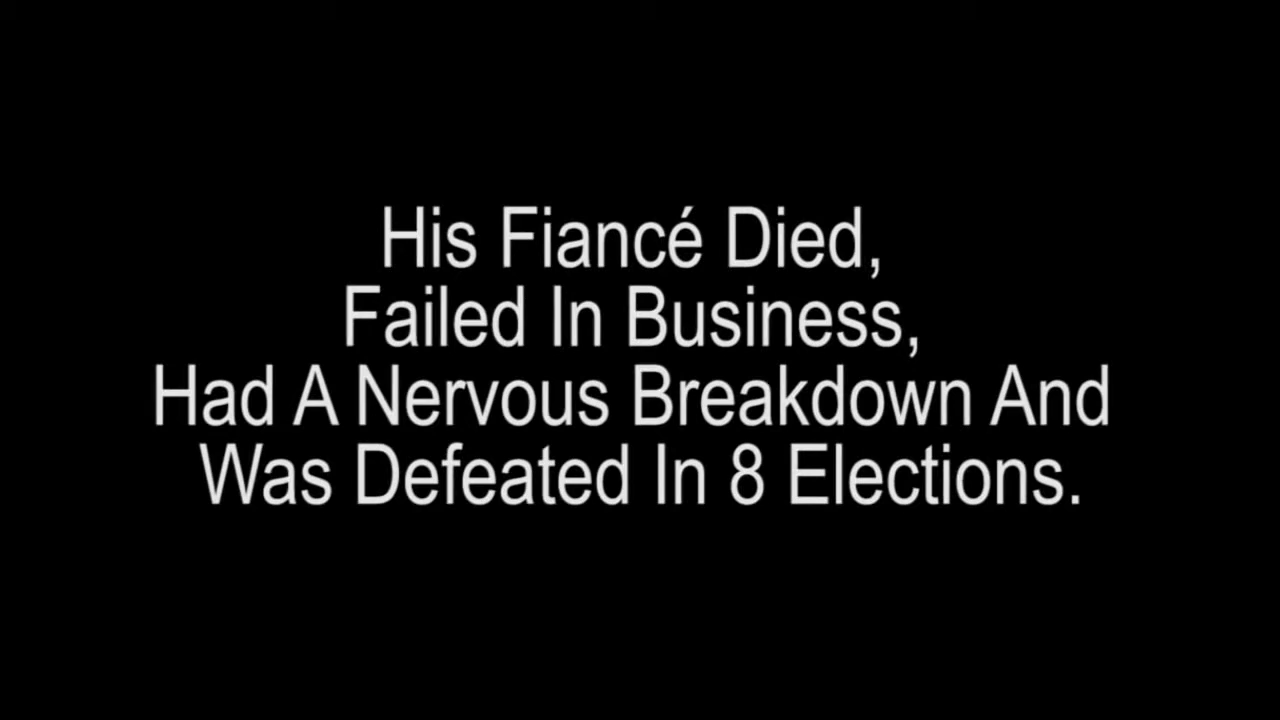 His Fiancé Died,
Failed In Business,
Had A Nervous Breakdown And
Was Defeated In 8 Elections.